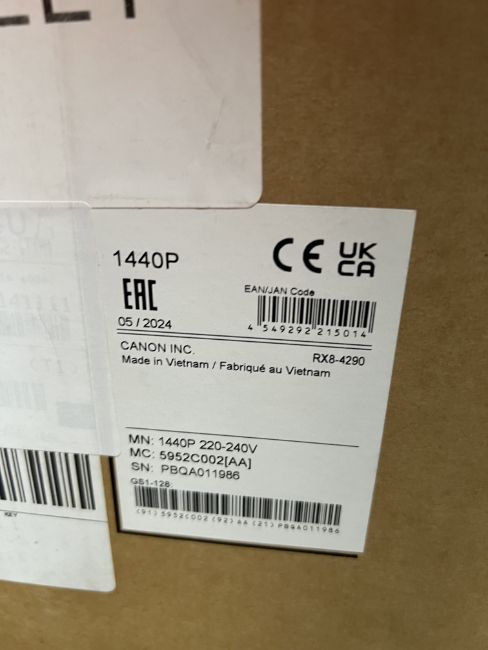 1440P
CE UK CA
EAC
EAN/JAN Code
4 549292 215014
05 / 2024
CANON INC. RX8-4290
Made in Vietnam / Fabriqué au Vietnam
MN: 1440P 220-240V
MC: 5952C002[AA]
SN: PBQA011986
GS1-128:
(91)5952C002(92)AA(21)PBQA011986
KEY